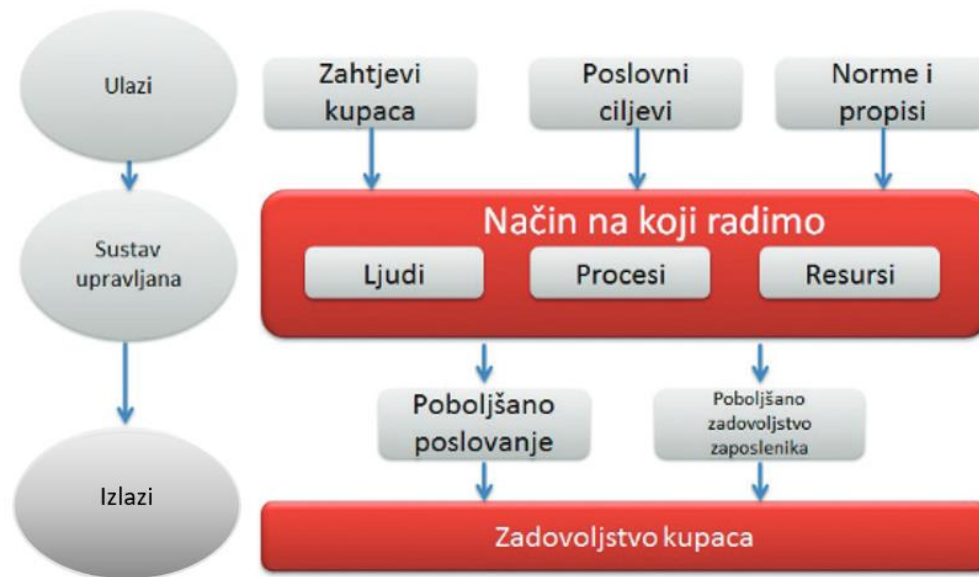 Ulazi
Zahtjevi
kupaca
Poslovni
ciljevi
Norme i
propisi
Sustav
upravljana
Način na koji radimo
Ljudi
Procesi
Resursi
Poboljšano
poslovanje
Poboljšano
zadovoljstvo
zaposlenika
Izlazi
Zadovoljstvo kupaca